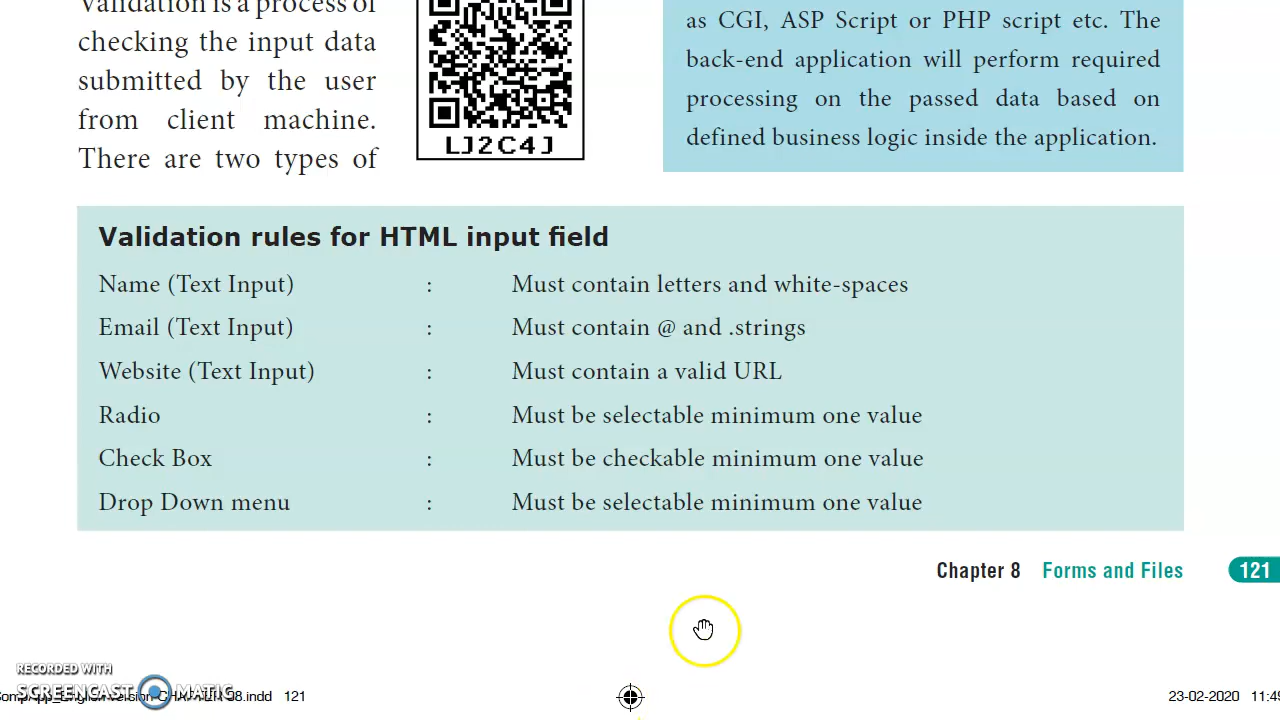 Validation is a process of
checking the input data
submitted by the user
from client machine.
There are two types of
LJ2C4J
as CGI, ASP Script or PHP script etc. The
back-end application will perform required
processing on the passed data based on
defined business logic inside the application.
Validation rules for HTML input field
Name (Text Input) : Must contain letters and white-spaces
Email (Text Input) : Must contain @ and .strings
Website (Text Input) : Must contain a valid URL
Radio : Must be selectable minimum one value
Check Box : Must be checkable minimum one value
Drop Down menu : Must be selectable minimum one value
Chapter 8 Forms and Files 121
RECORDED WITH
SCREENCAST MATIC
121
23-02-2020 11:4